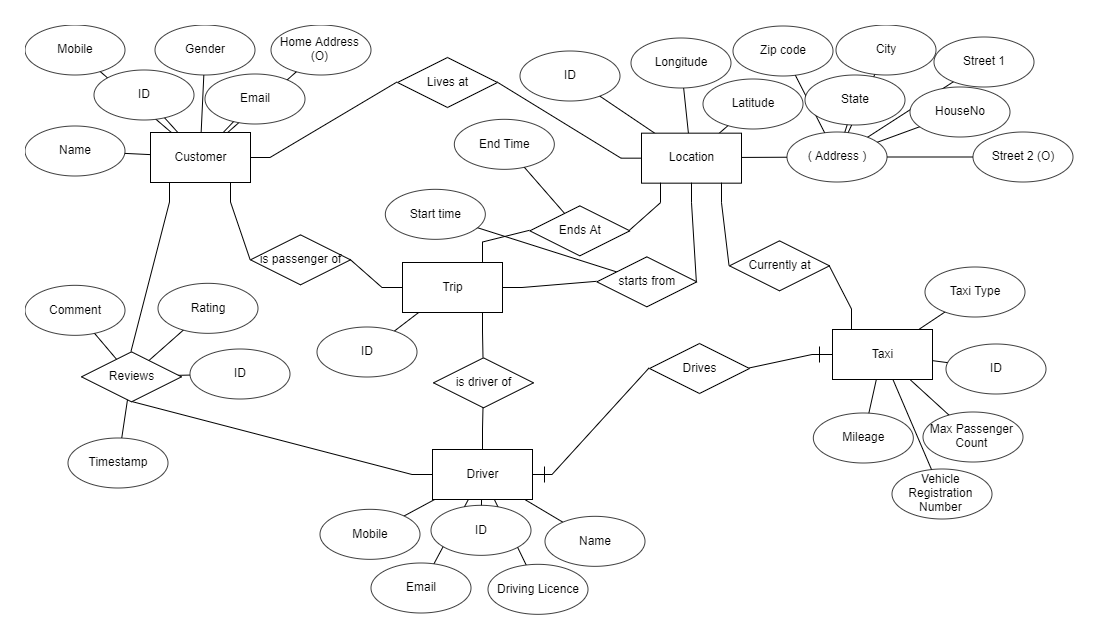 Mobile
Gender
Home Address
(O)
Zip code
City
Street 1
Longitude
ID
Lives at
ID
Email
Latitude
State
HouseNo
Name
Customer
End Time
Location
( Address )
Street 2 (O)
Start time
Ends At
is passenger of
Trip
starts from
Currently at
Taxi Type
Comment
Rating
ID
ID
Reviews
is driver of
Drives
Taxi
ID
Timestamp
Driver
Mileage
Max Passenger
Count
Vehicle
Registration
Number
Mobile
ID
Name
Email
Driving Licence